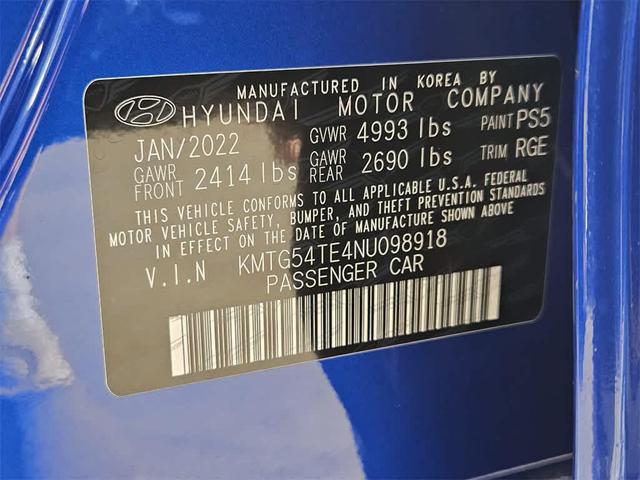 MANUFACTURED IN KOREA BY
HYUNDAI MOTOR COMPANY
JAN/2022 GVWR 4993 lbs PAINT PS5
GAWR FRONT 2414 lbs GAWR REAR 2690 lbs TRIM RGE
THIS VEHICLE CONFORMS TO ALL APPLICABLE U.S.A. FEDERAL
MOTOR VEHICLE SAFETY, BUMPER, AND THEFT PREVENTION STANDARDS
IN EFFECT ON THE DATE OF MANUFACTURE SHOWN ABOVE
V.I.N KMTG54TE4NU098918
PASSENGER CAR